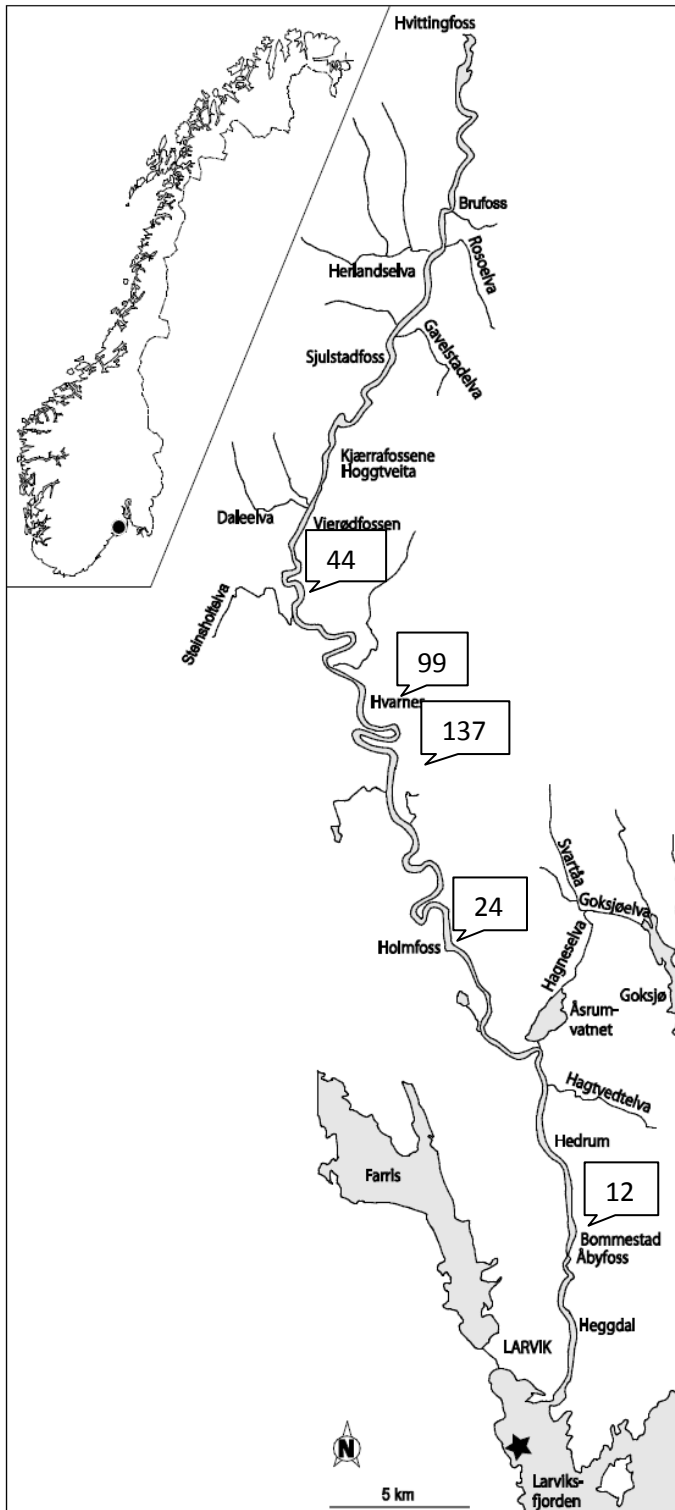 Hvittingfoss
Brufoss
Rosoelva
Herlandselva
Gavelstadelva
Sjulstadfoss
Kjærrafossene
Hoggtveita
Daleelva
Vierødfossen
44
Steinsholtelva
99
Hvarnes
137
Svartåa
24
Goksjøelva
Holmfoss
Hagneselva
Goksjø
Åsrum-
vatnet
Hagtvedtelva
Hedrum
Farris
12
Bommestad
Åbyfoss
Heggdal
LARVIK
N
5 km
Larviks-
fjorden